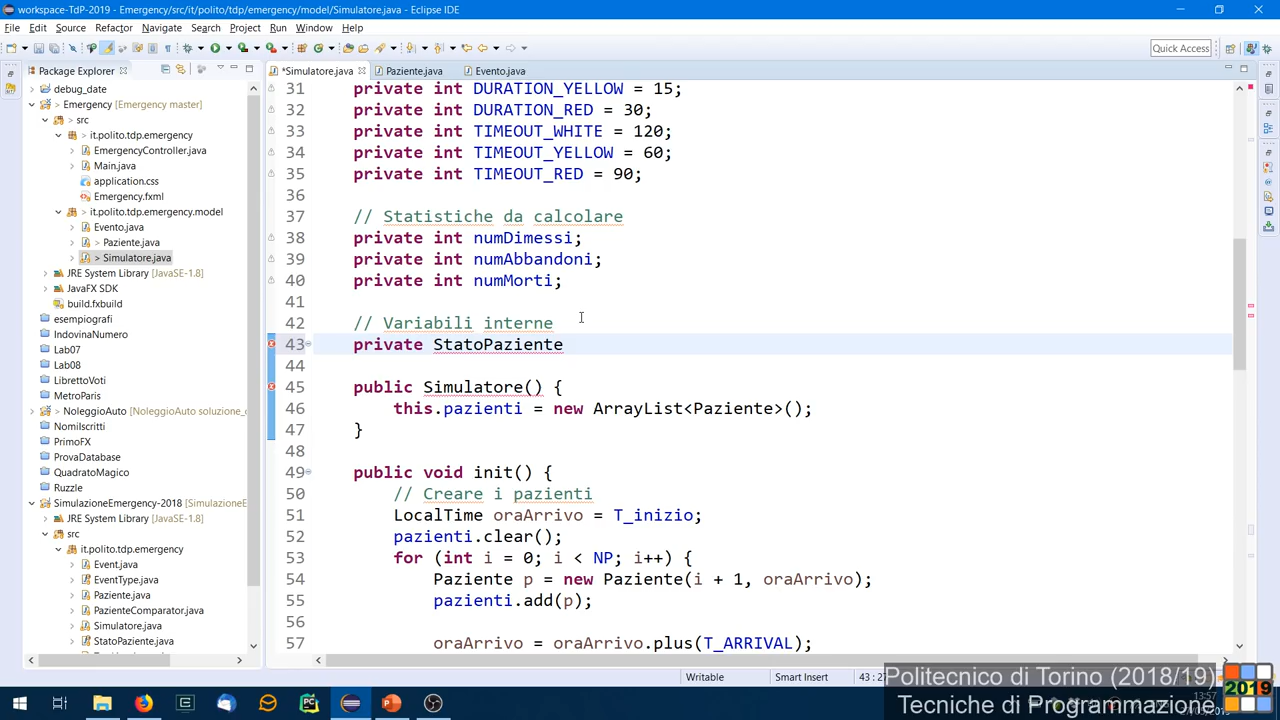 workspace-TdP-2019 - Emergency/src/it/polito/tdp/emergency/model/Simulatore.java - Eclipse IDE
File Edit Source Refactor Navigate Search Project Run Window Help
Quick Access
Package Explorer
*Simulatore.java
Paziente.java
Evento.java
debug_date
> Emergency [Emergency master]
> src
> it.polito.tdp.emergency
EmergencyController.java
Main.java
application.css
Emergency.fxml
> it.polito.tdp.emergency.model
Evento.java
> Paziente.java
> Simulatore.java
JRE System Library [JavaSE-1.8]
JavaFX SDK
build.fxbuild
esempiografi
IndovinaNumero
Lab07
Lab08
LibrettoVoti
MetroParis
> NoleggioAuto [NoleggioAuto soluzione_
NomiIscritti
PrimoFX
ProvaDatabase
QuadratoMagico
Ruzzle
SimulazioneEmergency-2018 [SimulazioneE
JRE System Library [JavaSE-1.8]
src
it.polito.tdp.emergency
Event.java
EventType.java
Paziente.java
PazienteComparator.java
Simulatore.java
StatoPaziente.java
31 private int DURATION_YELLOW = 15;
32 private int DURATION_RED = 30;
33 private int TIMEOUT_WHITE = 120;
34 private int TIMEOUT_YELLOW = 60;
35 private int TIMEOUT_RED = 90;
36
37 // Statistiche da calcolare
38 private int numDimessi;
39 private int numAbbandoni;
40 private int numMorti;
41
42 // Variabili interne
43 private StatoPaziente
44
45 public Simulatore() {
46 this.pazienti = new ArrayList<Paziente>();
47 }
48
49 public void init() {
50 // Creare i pazienti
51 LocalTime oraArrivo = T_inizio;
52 pazienti.clear();
53 for (int i = 0; i < NP; i++) {
54 Paziente p = new Paziente(i + 1, oraArrivo);
55 pazienti.add(p);
56
57 oraArrivo = oraArrivo.plus(T_ARRIVAL);
Writable
Smart Insert
Politecnico di Torino (2018/19)
Tecniche di Programmazione
2019
13:57